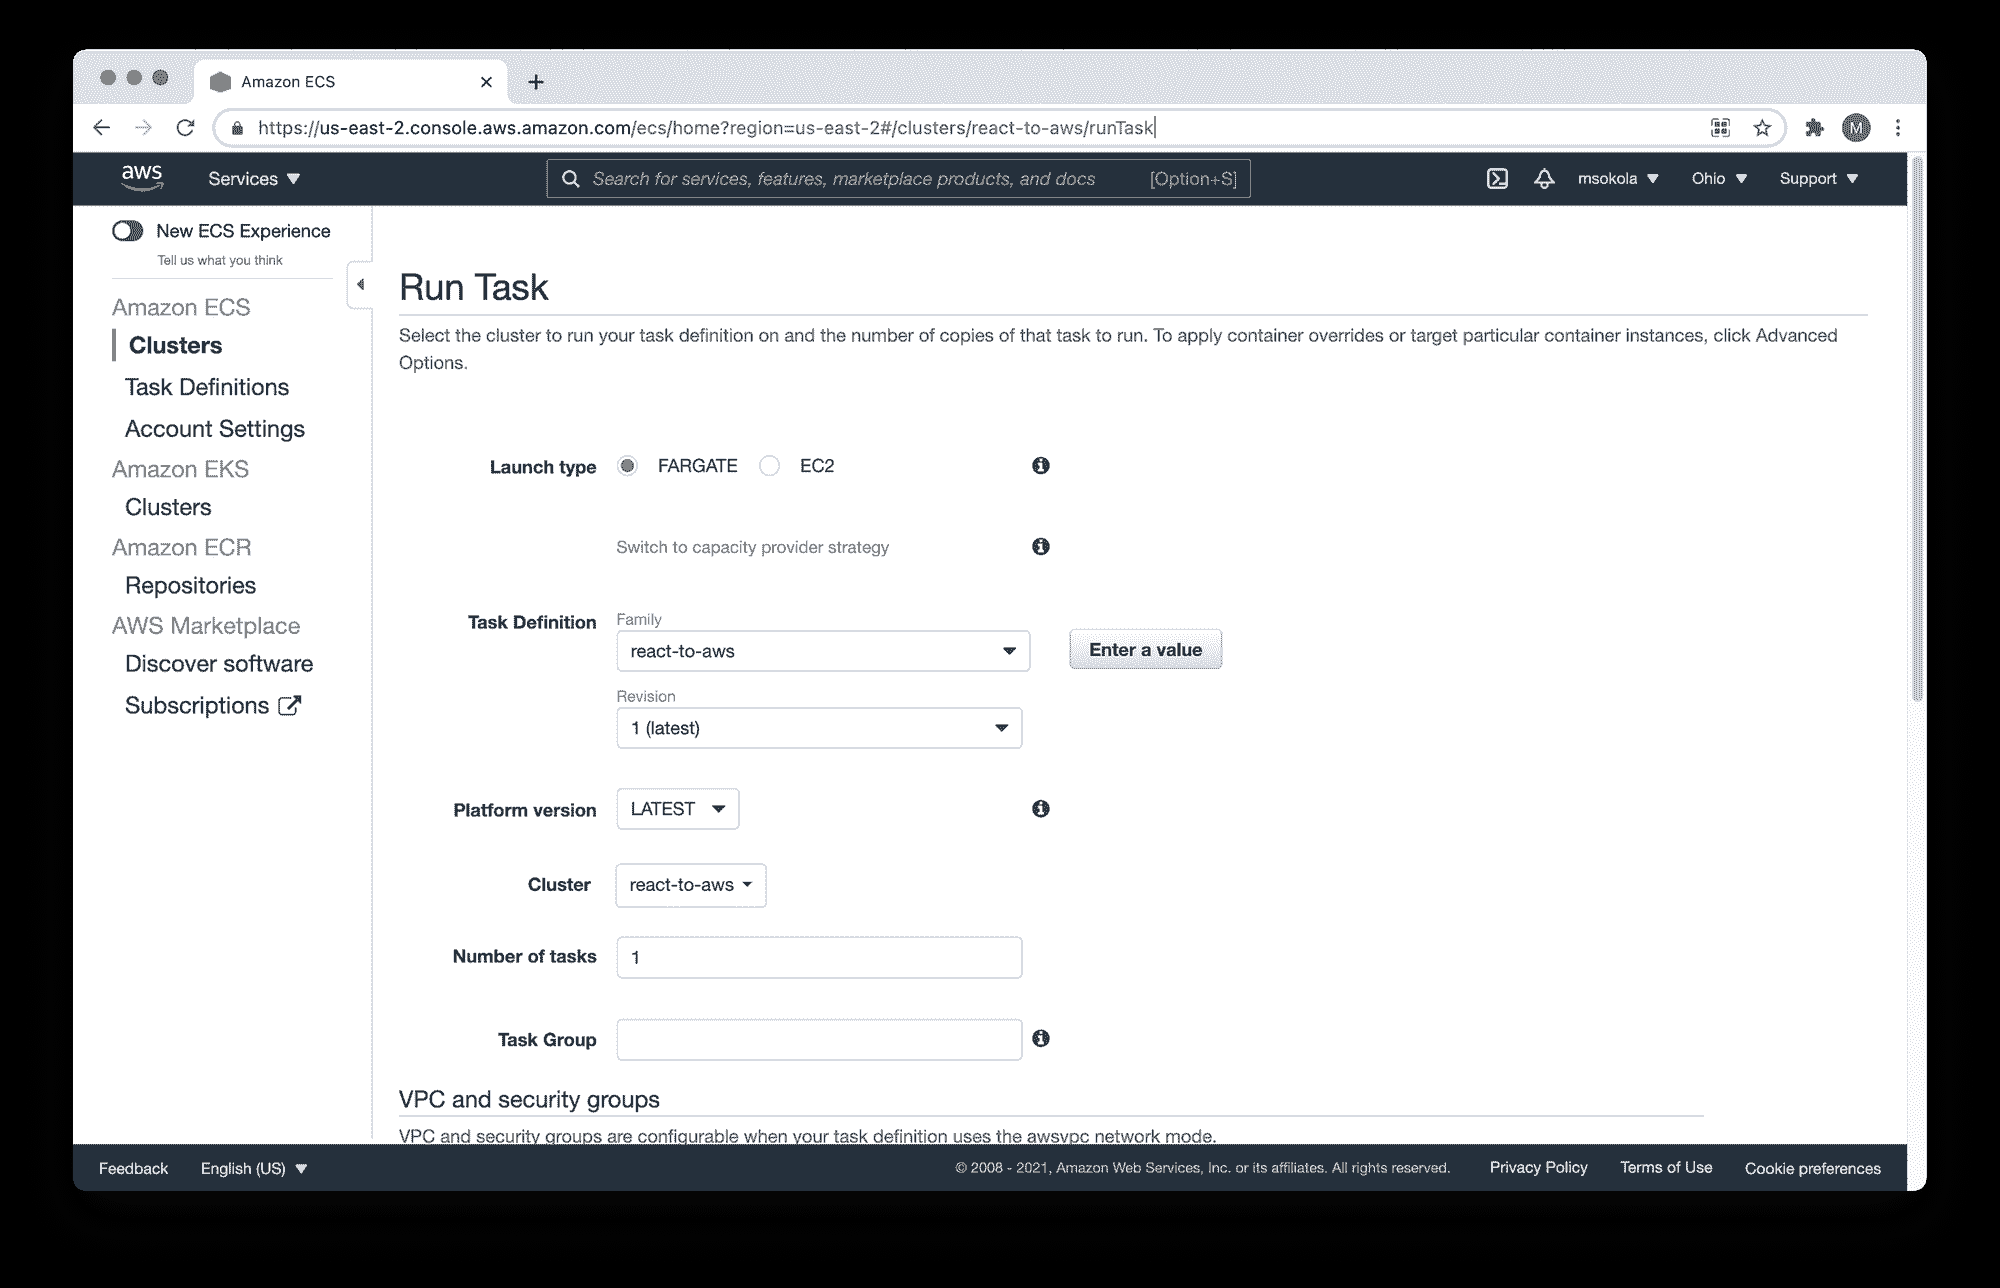 Amazon ECS
https://us-east-2.console.aws.amazon.com/ecs/home?region=us-east-2#/clusters/react-to-aws/runTask
M
aws
Services
Search for services, features, marketplace products, and docs
[Option+S]
msokola
Ohio
Support
New ECS Experience
Tell us what you think
Amazon ECS
Clusters
Task Definitions
Account Settings
Amazon EKS
Clusters
Amazon ECR
Repositories
AWS Marketplace
Discover software
Subscriptions
Run Task
Select the cluster to run your task definition on and the number of copies of that task to run. To apply container overrides or target particular container instances, click Advanced
Options.
Launch type
FARGATE
EC2
Switch to capacity provider strategy
Task Definition
Family
react-to-aws
Enter a value
Revision
1 (latest)
Platform version
LATEST
Cluster
react-to-aws
Number of tasks
1
Task Group
VPC and security groups
VPC and security groups are configurable when your task definition uses the awsvpc network mode.
Feedback
English (US)
© 2008 - 2021, Amazon Web Services, Inc. or its affiliates. All rights reserved.
Privacy Policy
Terms of Use
Cookie preferences